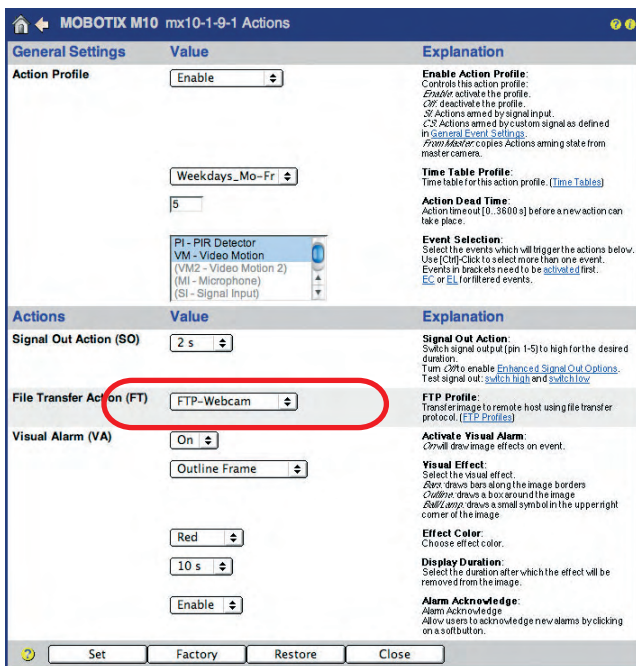 MOBOTIX M10 mx10-1-9-1 Actions
General Settings Value Explanation
Action Profile
Enable
Enable Action Profile:
Controls this action profile:
Enable: activate the profile.
Off: deactivate the profile.
SI: Actions armed by signal input.
CS: Actions armed by custom signal as defined
in General Event Settings.
From Master: copies Actions arming state from
master camera.
Weekdays_Mo-Fr
Time Table Profile:
Time table for this action profile. (Time Tables)
5
Action Dead Time:
Action timeout [0..3600 s] before a new action can
take place.
PI - PIR Detector
VM - Video Motion
(VM2 - Video Motion 2)
(MI - Microphone)
(SI - Signal Input)
Event Selection:
Select the events which will trigger the actions below.
Use [Ctrl]-Click to select more than one event.
Events in brackets need to be activated first.
EC or EL for filtered events.
Actions Value Explanation
Signal Out Action (SO)
2 s
Signal Out Action:
Switch signal output (pin 1-5) to high for the desired
duration.
Turn Off to enable Enhanced Signal Out Options.
Test signal out: switch high and switch low
File Transfer Action (FT)
FTP-Webcam
FTP Profile:
Transfer image to remote host using file transfer
protocol. (FTP Profiles)
Visual Alarm (VA)
On
Activate Visual Alarm:
On will draw image effects on event.
Outline Frame
Visual Effect:
Select the visual effect.
Bars: draws bars along the image borders
Outline: draws a box around the image
Ball/Lamp: draws a small symbol in the upper right
corner of the image
Red
Effect Color:
Choose effect color.
10 s
Display Duration:
Select the duration after which the effect will be
removed from the image.
Enable
Alarm Acknowledge:
Alarm Acknowledge
Allow users to acknowledge new alarms by clicking
on a softbutton.
Set Factory Restore Close